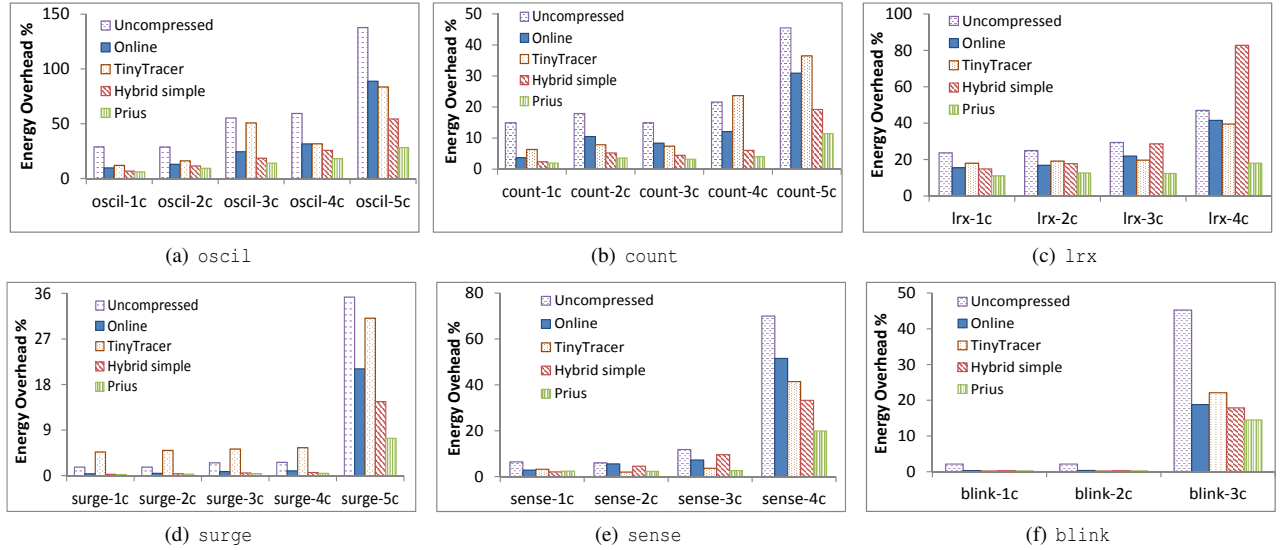 Energy Overhead %
150
100
50
0
Uncompressed
Online
TinyTracer
Hybrid simple
Prius
oscil-1c oscil-2c oscil-3c oscil-4c oscil-5c
(a) oscil
Energy Overhead %
50
40
30
20
10
0
Uncompressed
Online
TinyTracer
Hybrid simple
Prius
count-1c count-2c count-3c count-4c count-5c
(b) count
Energy Overhead %
100
80
60
40
20
0
Uncompressed
Online
TinyTracer
Hybrid simple
Prius
lrx-1c lrx-2c lrx-3c lrx-4c
(c) lrx
Energy Overhead %
36
27
18
9
0
Uncompressed
Online
TinyTracer
Hybrid simple
Prius
surge-1c surge-2c surge-3c surge-4c surge-5c
(d) surge
Energy Ovehead %
80
60
40
20
0
Uncompressed
Online
TinyTracer
Hybrid simple
Prius
sense-1c sense-2c sense-3c sense-4c
(e) sense
Energy Overhead %
50
40
30
20
10
0
Uncompressed
Online
TinyTracer
Hybrid simple
Prius
blink-1c blink-2c blink-3c
(f) blink